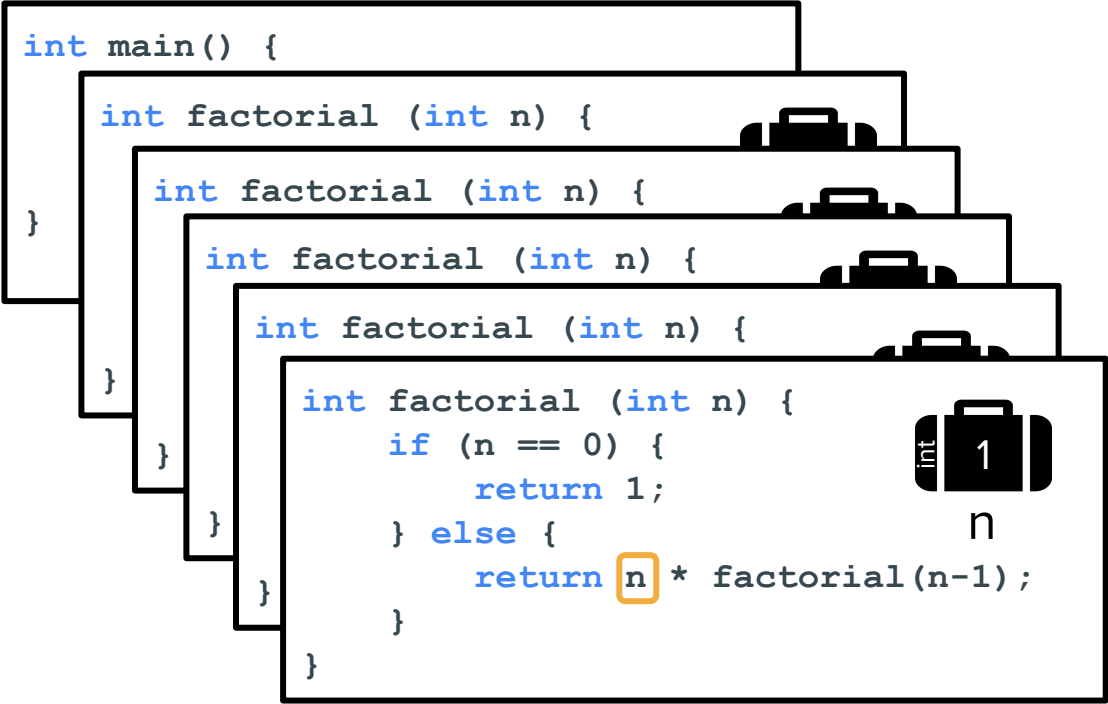 int main() {
int factorial (int n) {
int factorial (int n) {
int factorial (int n) {
int factorial (int n) {
int factorial (int n) {
if (n == 0) {
return 1;
} else {
return n * factorial(n-1);
}
}
int 1
n
}
}
}
}
}